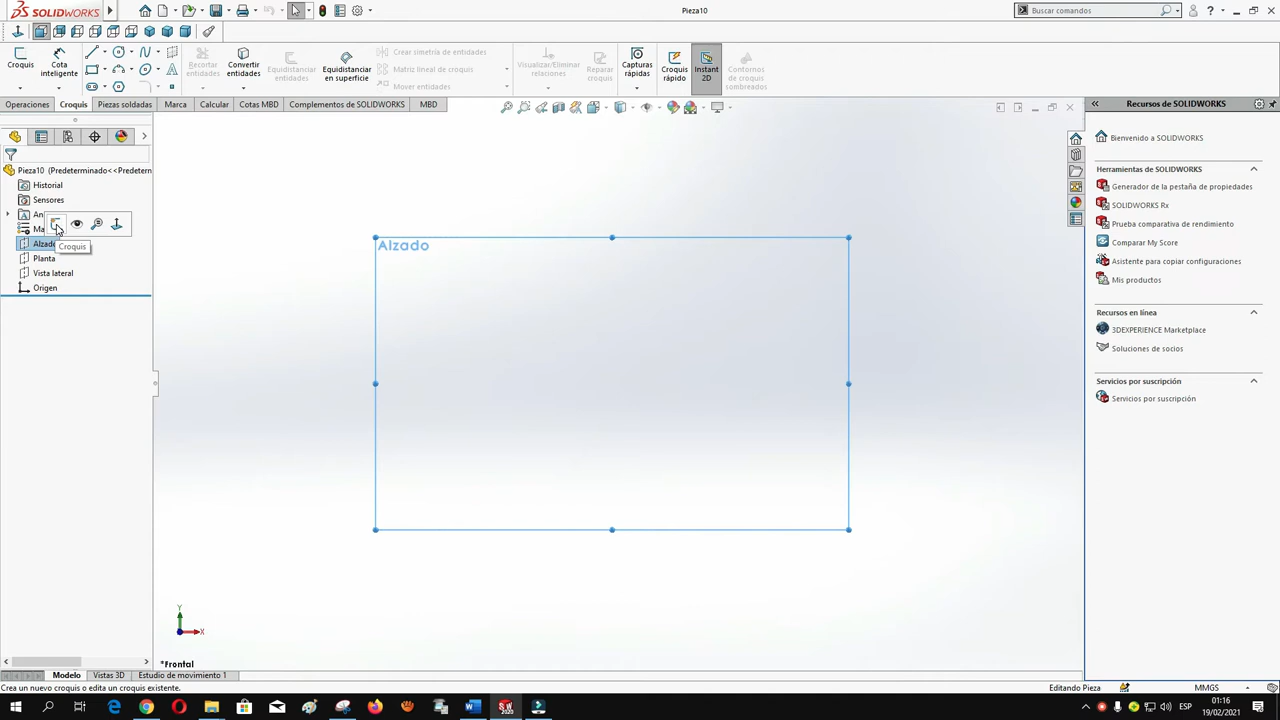 SOLIDWORKS
Pieza10
Buscar comandos
Croquis
Cota inteligente
Recortar entidades
Convertir entidades
Equidistanciar entidades
Equidistanciar en superficie
Crear simetría de entidades
Matriz lineal de croquis
Mover entidades
Visualizar/Eliminar relaciones
Reparar croquis
Capturas rápidas
Croquis rápido
Instant 2D
Contornos de croquis sombreados
Operaciones Croquis Piezas soldadas Marca Calcular Cotas MBD Complementos de SOLIDWORKS MBD
Pieza10 (Predeterminado<<Predetern
Historial
Sensores
An
Ma
Alzado
Croquis
Planta
Vista lateral
Origen
Alzado
Y
X
*Frontal
Recursos de SOLIDWORKS
Bienvenido a SOLIDWORKS
Herramientas de SOLIDWORKS
Generador de la pestaña de propiedades
SOLIDWORKS Rx
Prueba comparativa de rendimiento
Comparar My Score
Asistente para copiar configuraciones
Mis productos
Recursos en línea
3DEXPERIENCE Marketplace
Soluciones de socios
Servicios por suscripción
Servicios por suscripción
Modelo Vistas 3D Estudio de movimiento 1
Crea un nuevo croquis o edita un croquis existente.
Editando Pieza MMGS
ESP 01:16
19/02/2021